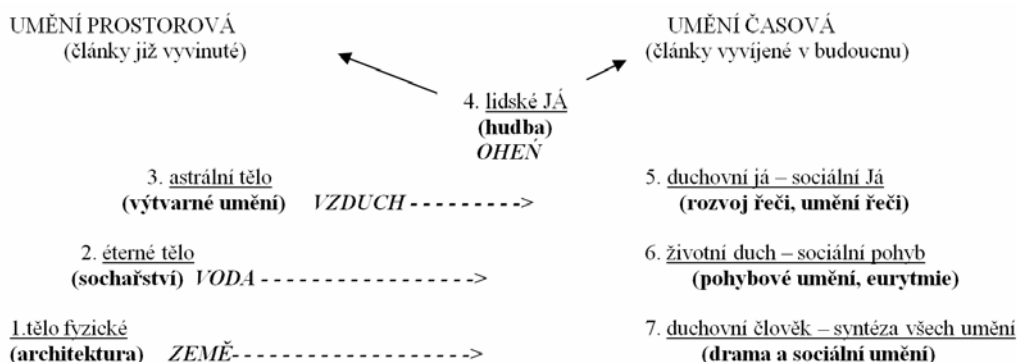 UMĚNÍ PROSTOROVÁ
(články již vyvinuté)
UMĚNÍ ČASOVÁ
(články vyvíjené v budoucnu)
4. lidské JÁ
(hudba)
OHEŃ
3. astrální tělo
(výtvarné umění) VZDUCH - - - - - - - - ->
5. duchovní já – sociální Já
(rozvoj řeči, umění řeči)
2. éterné tělo
(sochařství) VODA - - - - - - - - - - - - - - - - ->
6. životní duch – sociální pohyb
(pohybové umění, eurytmie)
1.tělo fyzické
(architektura) ZEMĚ- - - - - - - - - - - - - - - - - - ->
7. duchovní člověk – syntéza všech umění
(drama a sociální umění)